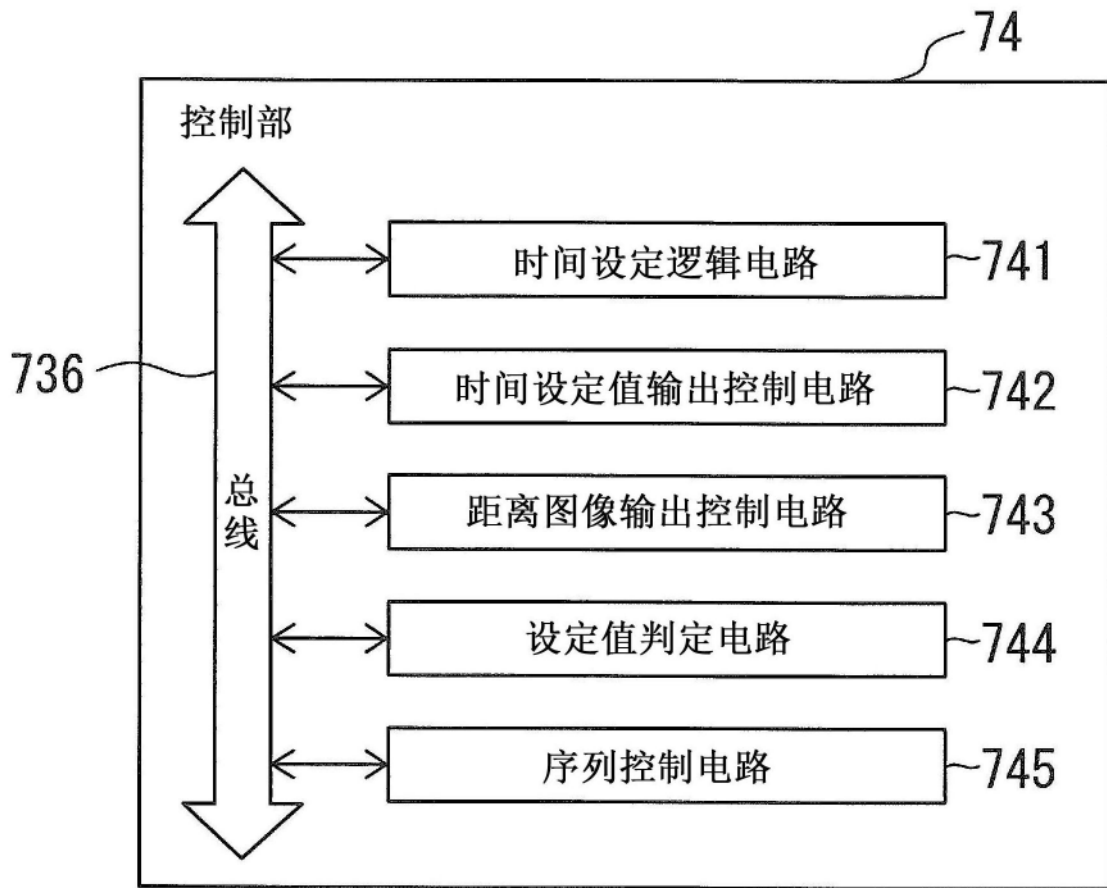 74
控制部
时间设定逻辑电路
741
736
时间设定值输出控制电路
742
总线
距离图像输出控制电路
743
设定值判定电路
744
序列控制电路
745